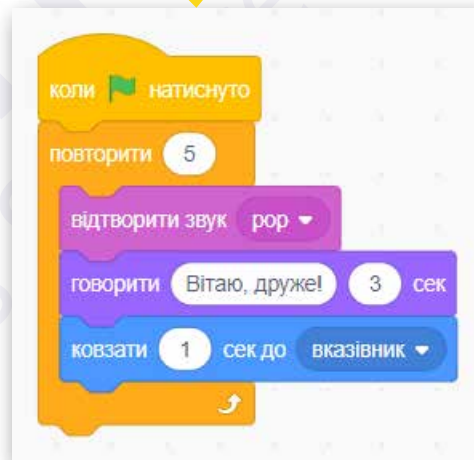 коли натиснуто
повторити 5
відтворити звук pop
говорити Вітаю, друже! 3 сек
ковзати 1 сек до вказівник